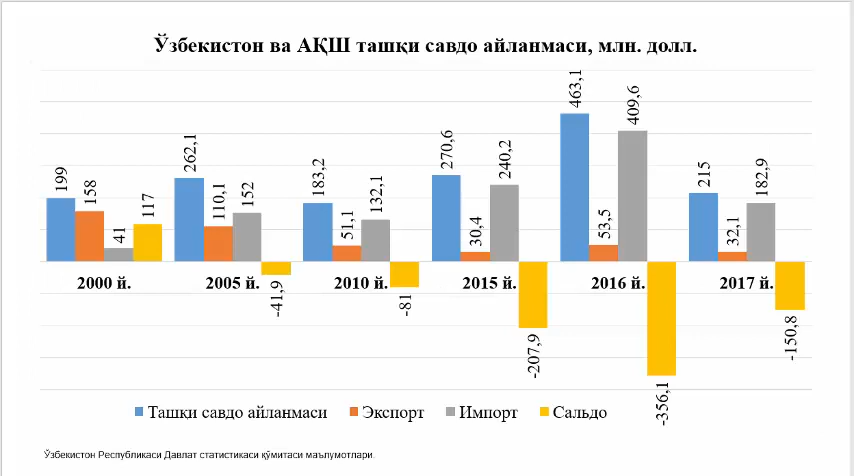 Ўзбекистон ва АҚШ ташқи савдо айланмаси, млн. долл.
199 158 41 117
262,1 110,1 152 -41,9
183,2 51,1 132,1 -81
270,6 30,4 240,2 -207,9
463,1 53,5 409,6 -356,1
215 32,1 182,9 -150,8
2000 й. 2005 й. 2010 й. 2015 й. 2016 й. 2017 й.
Ташқи савдо айланмаси Экспорт Импорт Сальдо
Ўзбекистон Республикаси Давлат статистикаси қўмитаси маълумотлари.